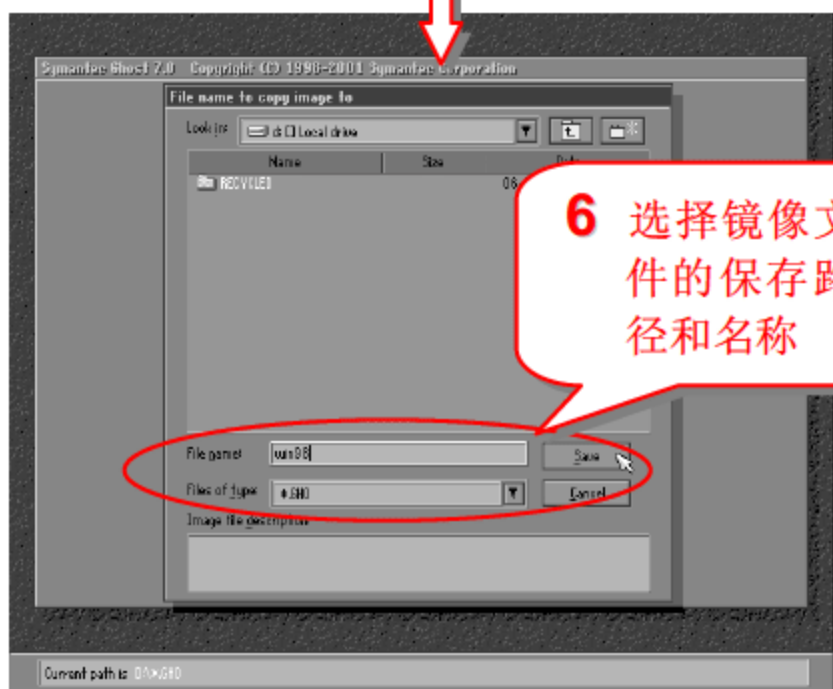 Symantec Ghost 7.0 Copyright (C) 1998-2001 Symantec Corporation
File name to copy image to
Look in:
Local drive
Name Size
RECYCLED 06
6 选择镜像文
件的保存路
径和名称
File name: win98 Save
Files of type: *.GHO Cancel
Image file description
Current path is D:\*.GHO